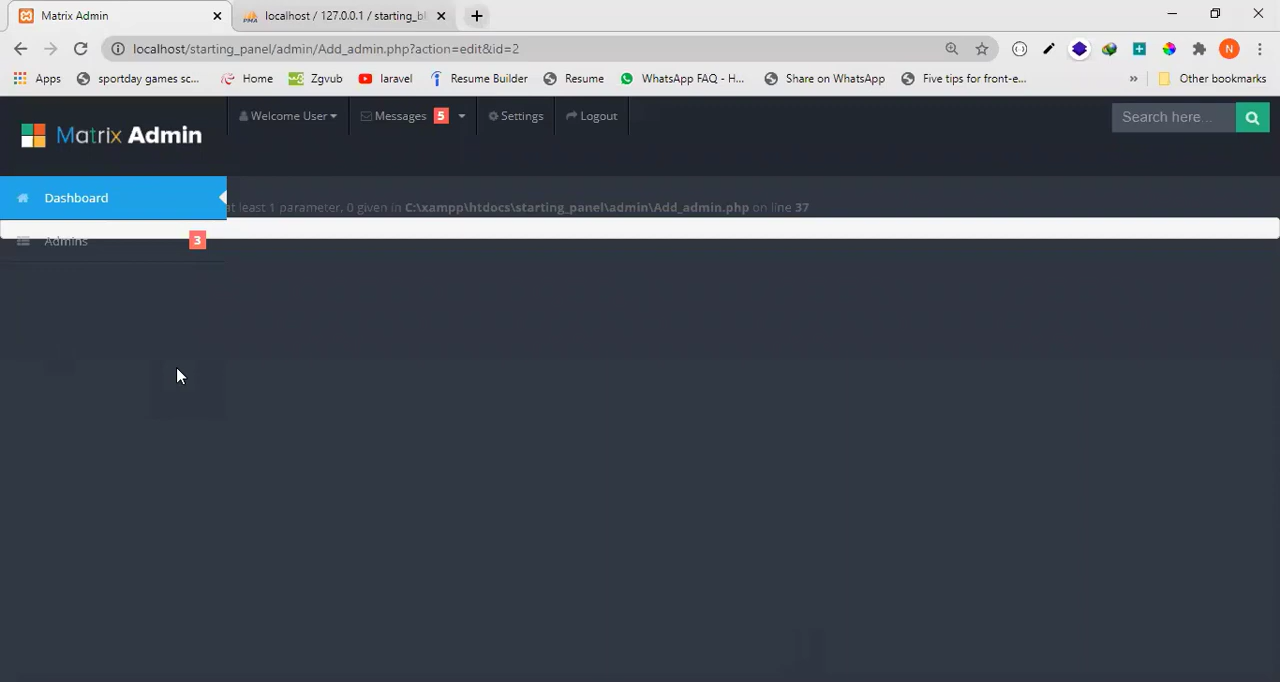 Matrix Admin
localhost / 127.0.0.1 / starting_bl
localhost/starting_panel/admin/Add_admin.php?action=edit&id=2
N
Apps
sportday games sc...
Home
Zgvub
laravel
Resume Builder
Resume
WhatsApp FAQ - H...
Share on WhatsApp
Five tips for front-e...
»
Other bookmarks
Matrix Admin
Welcome User
Messages 5
Settings
Logout
Search here...
Dashboard
at least 1 parameter, 0 given in C:\xampp\htdocs\starting_panel\admin\Add_admin.php on line 37
Admins 3